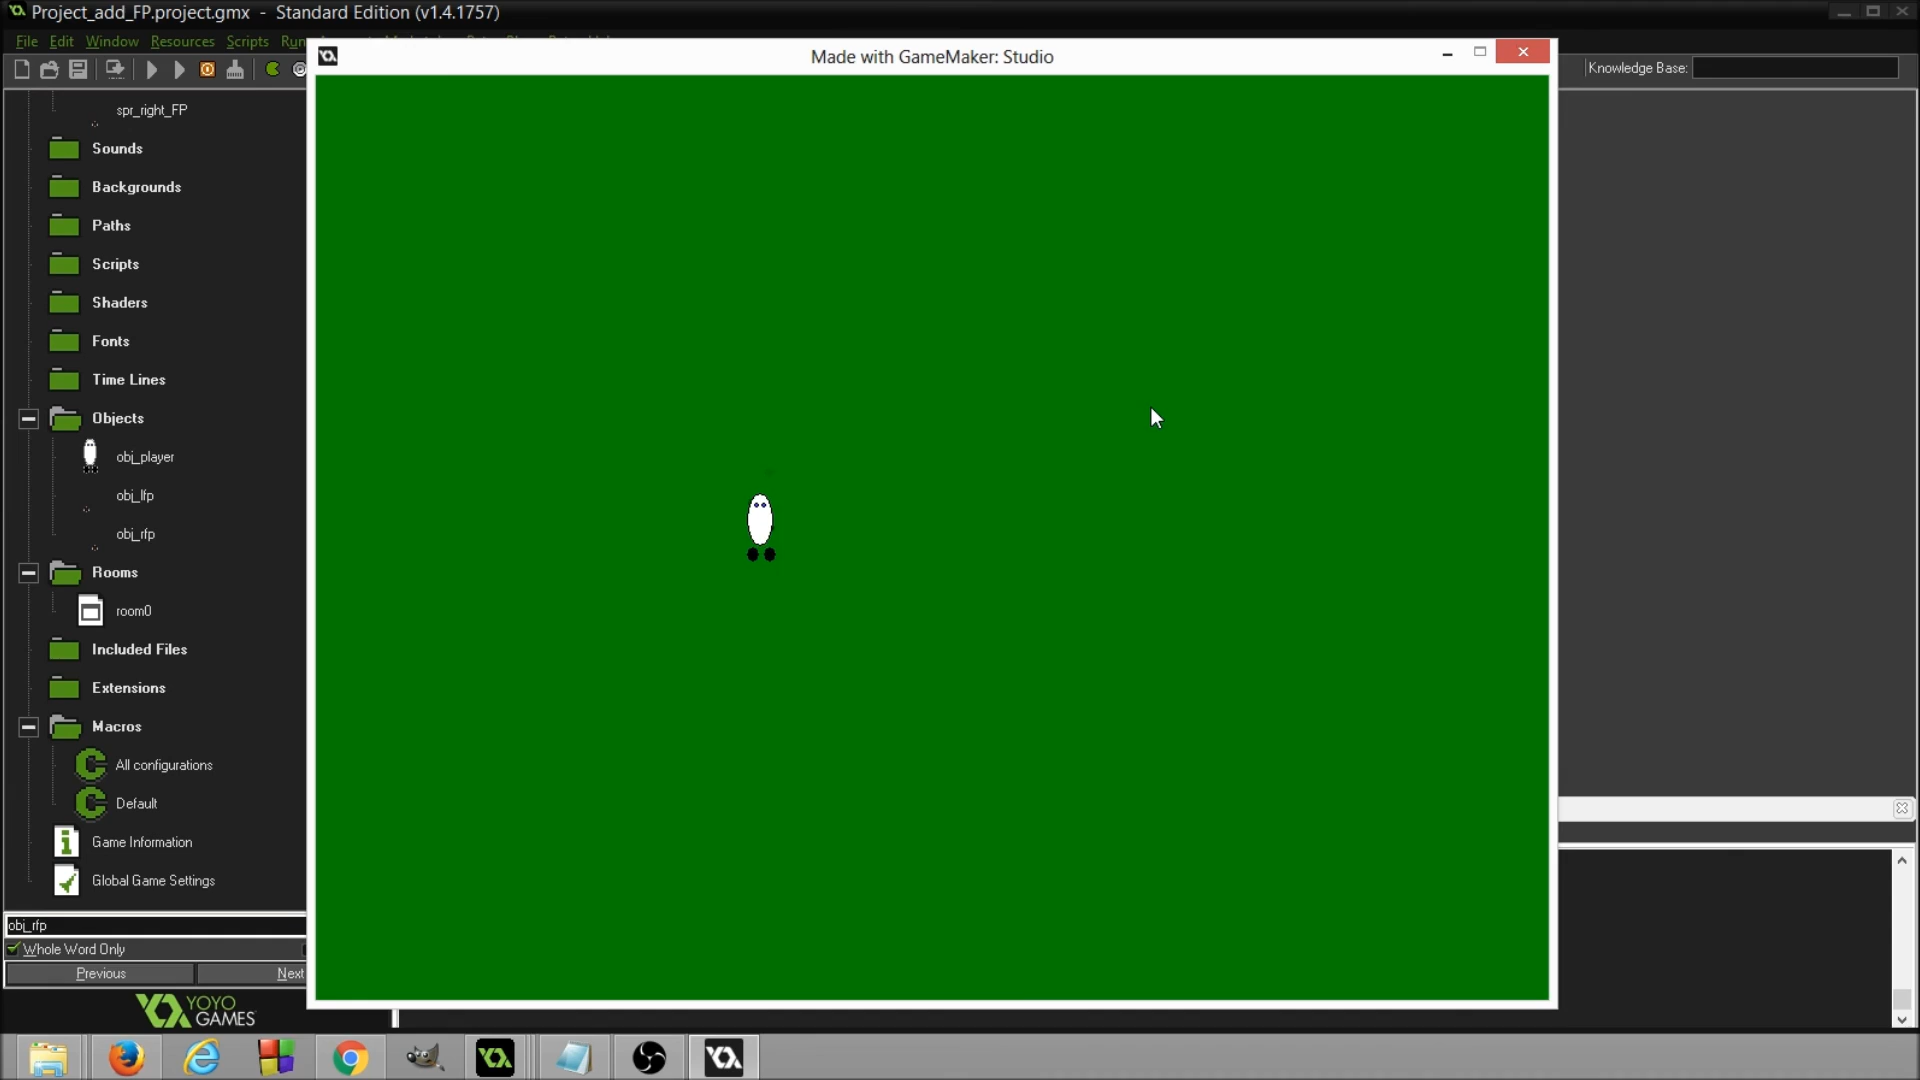 Project_add_FP.project.gmx - Standard Edition (v1.4.1757)
File Edit Window Resources Scripts Run
Made with GameMaker: Studio
Knowledge Base:
spr_right_FP
Sounds
Backgrounds
Paths
Scripts
Shaders
Fonts
Time Lines
Objects
obj_player
obj_lfp
obj_rfp
Rooms
room0
Included Files
Extensions
Macros
All configurations
Default
Game Information
Global Game Settings
obj_rfp
Whole Word Only
Previous Next
YOYO
GAMES